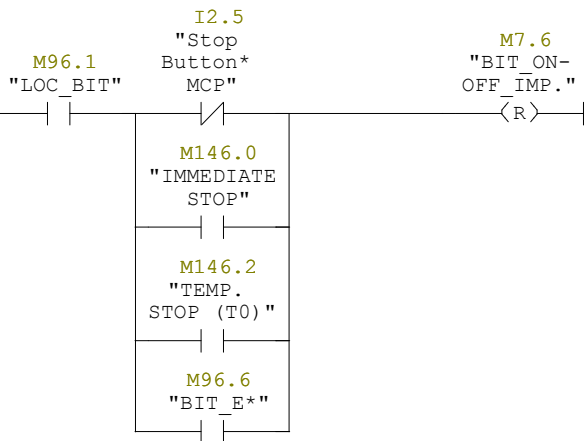 I2.5
"Stop
M96.1
Button*
M7.6
"BIT_ON-
"LOC_BIT"
MCP"
OFF_IMP."
R
M146.0
"IMMEDIATE
STOP"
M146.2
"TEMP.
STOP (T0)"
M96.6
"BIT_E*"